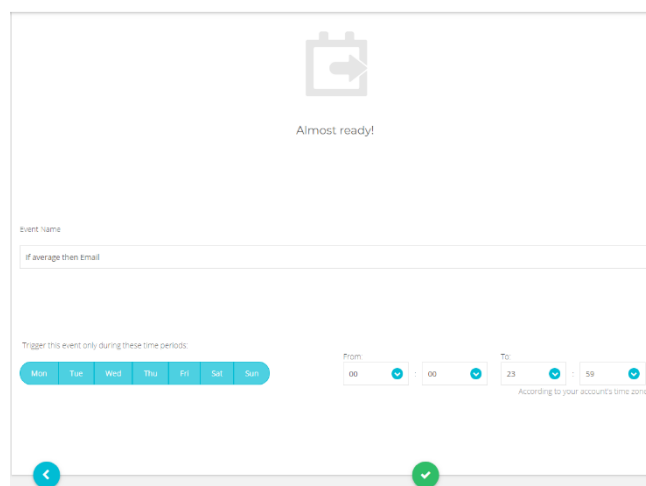 Almost ready!
Event Name
If average then Email
Trigger this event only during these time periods:
Mon Tue Wed Thu Fri Sat Sun
From: To:
00 : 00 23 : 59
According to your account's time zone